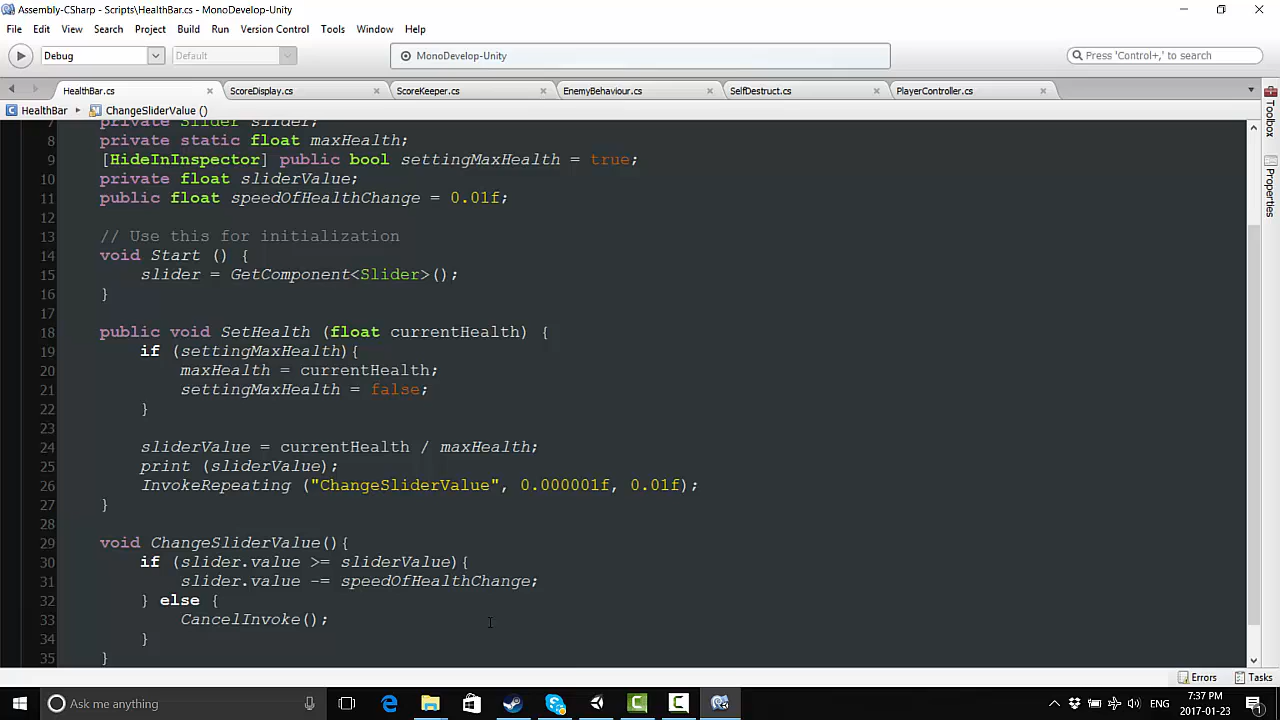 Assembly-CSharp - Scripts\HealthBar.cs - MonoDevelop-Unity
File Edit View Search Project Build Run Version Control Tools Window Help
Debug Default MonoDevelop-Unity Press 'Control+,' to search
HealthBar.cs ScoreDisplay.cs ScoreKeeper.cs EnemyBehaviour.cs SelfDestruct.cs PlayerController.cs
HealthBar ChangeSliderValue ()
Toolbox
Properties
7 private Slider slider;
8 private static float maxHealth;
9 [HideInInspector] public bool settingMaxHealth = true;
10 private float sliderValue;
11 public float speedOfHealthChange = 0.01f;
12
13 // Use this for initialization
14 void Start () {
15 slider = GetComponent<Slider>();
16 }
17
18 public void SetHealth (float currentHealth) {
19 if (settingMaxHealth){
20 maxHealth = currentHealth;
21 settingMaxHealth = false;
22 }
23
24 sliderValue = currentHealth / maxHealth;
25 print (sliderValue);
26 InvokeRepeating ("ChangeSliderValue", 0.000001f, 0.01f);
27 }
28
29 void ChangeSliderValue(){
30 if (slider.value >= sliderValue){
31 slider.value -= speedOfHealthChange;
32 } else {
33 CancelInvoke();
34 }
35 }
Errors Tasks
Ask me anything ENG 7:37 PM
2017-01-23